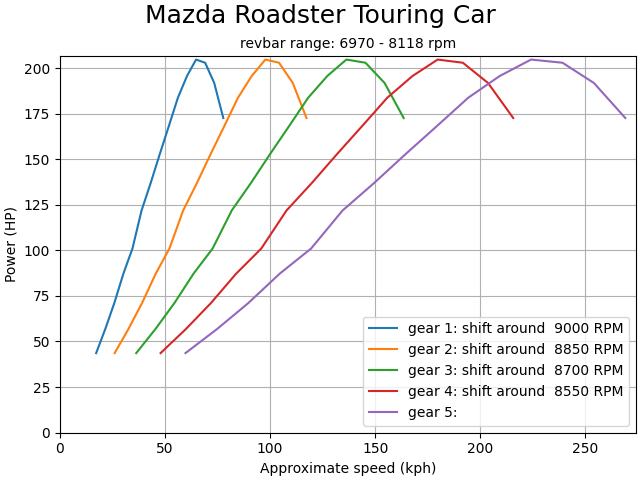 Mazda Roadster Touring Car
revbar range: 6970 - 8118 rpm
Power (HP)
200
175
150
125
100
75
50
25
0
0 50 100 150 200 250
Approximate speed (kph)
gear 1: shift around  9000 RPM
gear 2: shift around  8850 RPM
gear 3: shift around  8700 RPM
gear 4: shift around  8550 RPM
gear 5: